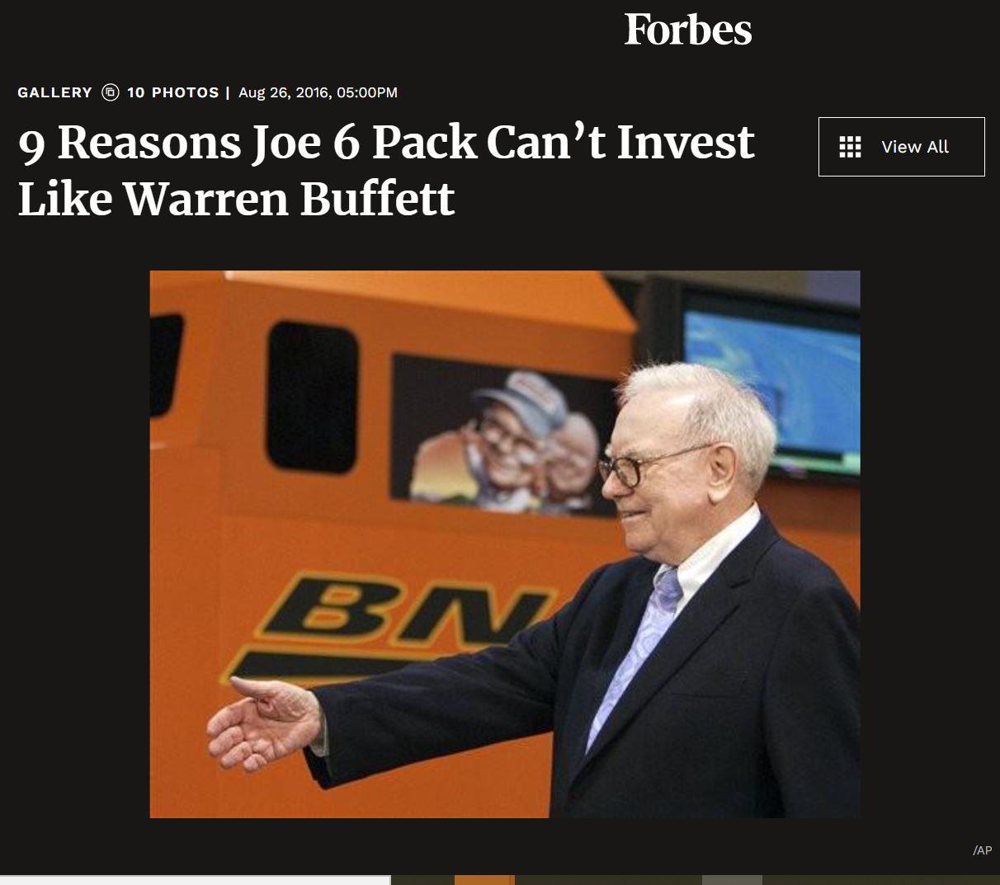 Forbes
GALLERY 10 PHOTOS | Aug 26, 2016, 05:00PM
9 Reasons Joe 6 Pack Can’t Invest
Like Warren Buffett
View All
BN
/AP